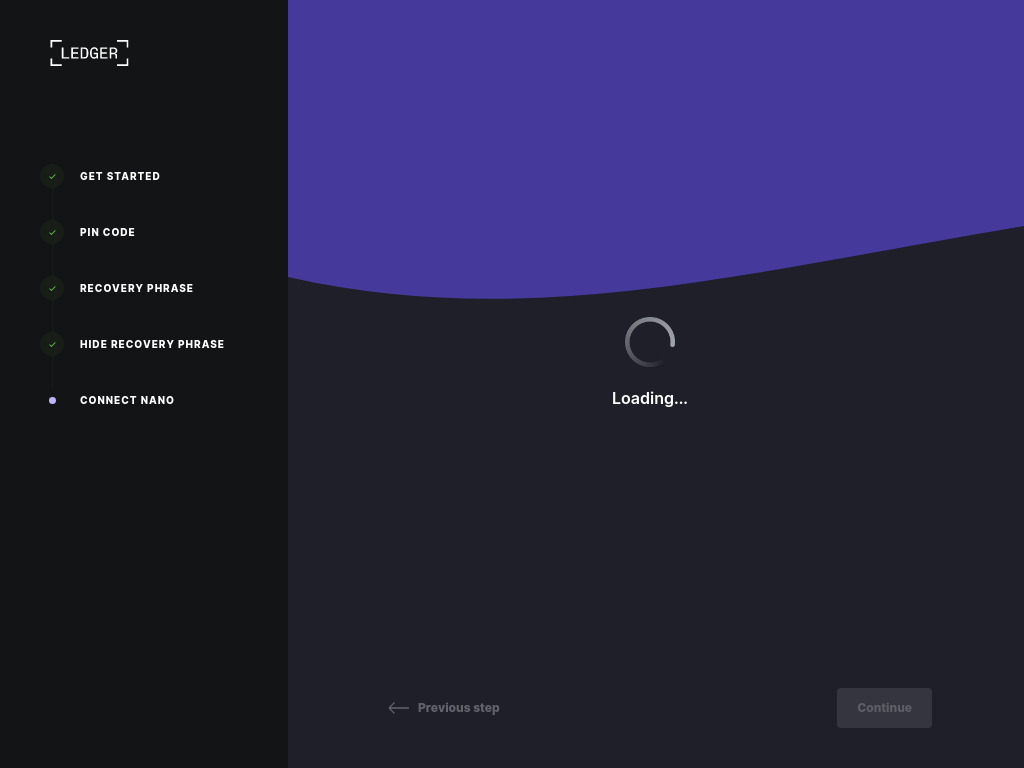 LEDGER
GET STARTED
PIN CODE
RECOVERY PHRASE
HIDE RECOVERY PHRASE
CONNECT NANO
Loading...
Previous step
Continue